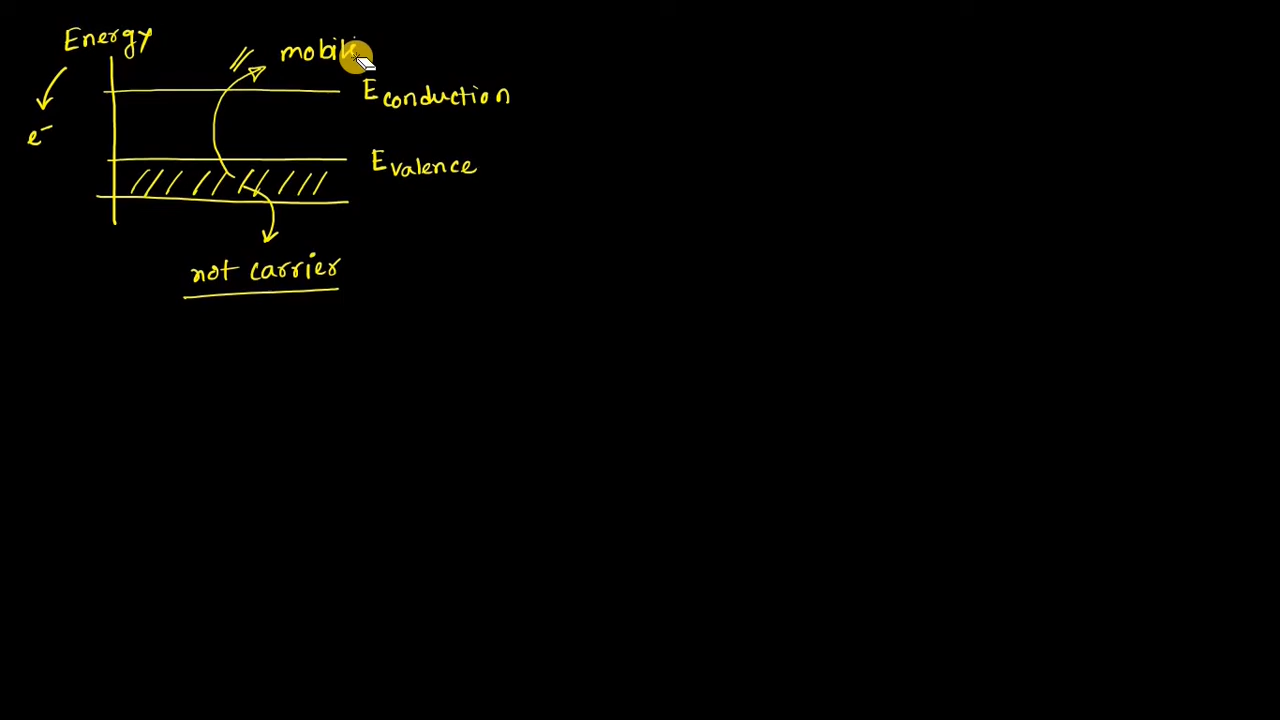 Energy
mobil
E conduction
e-
E valence
not carrier